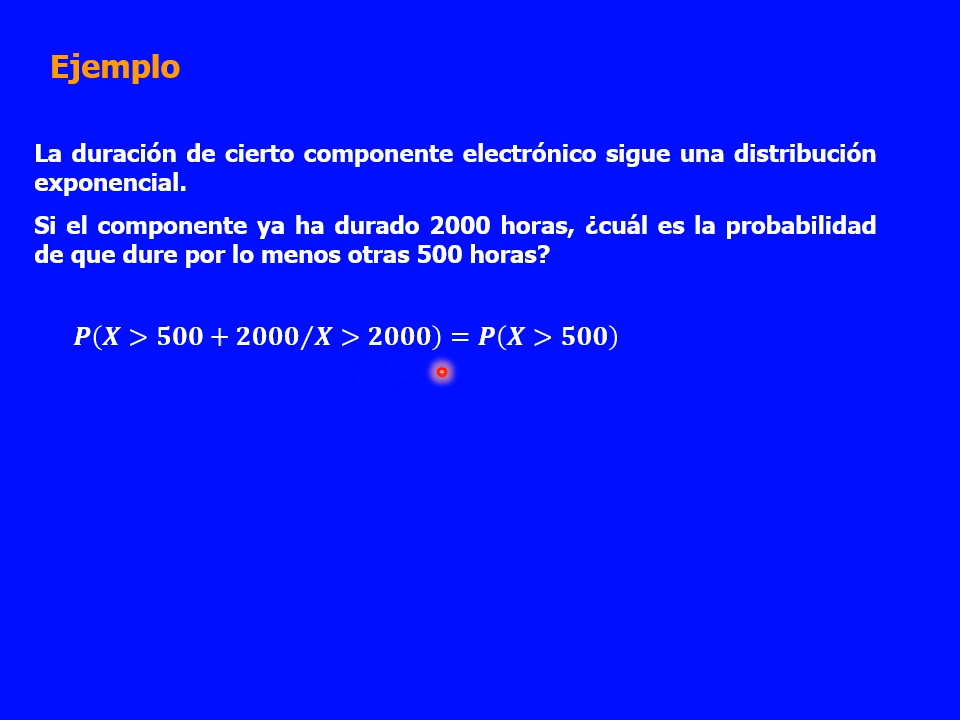 Ejemplo
La duración de cierto componente electrónico sigue una distribución
exponencial.
Si el componente ya ha durado 2000 horas, ¿cuál es la probabilidad
de que dure por lo menos otras 500 horas?
P(X > 500 + 2000/X > 2000) = P(X > 500)